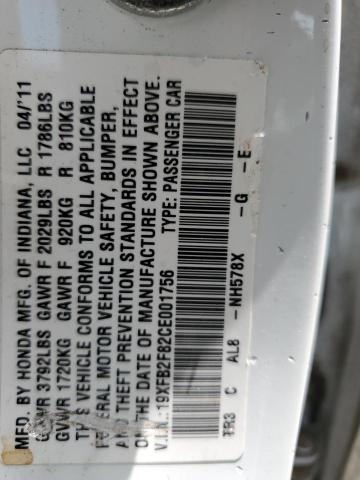 MFD. BY HONDA MFG. OF INDIANA, LLC 04/'11
GVWR 3792LBS GAWR F 2029LBS R 1786LBS
GVWR 1720KG GAWR F 920KG R 810KG
THIS VEHICLE CONFORMS TO ALL APPLICABLE
FEDERAL MOTOR VEHICLE SAFETY, BUMPER,
AND THEFT PREVENTION STANDARDS IN EFFECT
ON THE DATE OF MANUFACTURE SHOWN ABOVE.
V.I.N.: 19XFB2F82CE001756 TYPE: PASSENGER CAR
TR3 C AL8 -NH578X -G -E